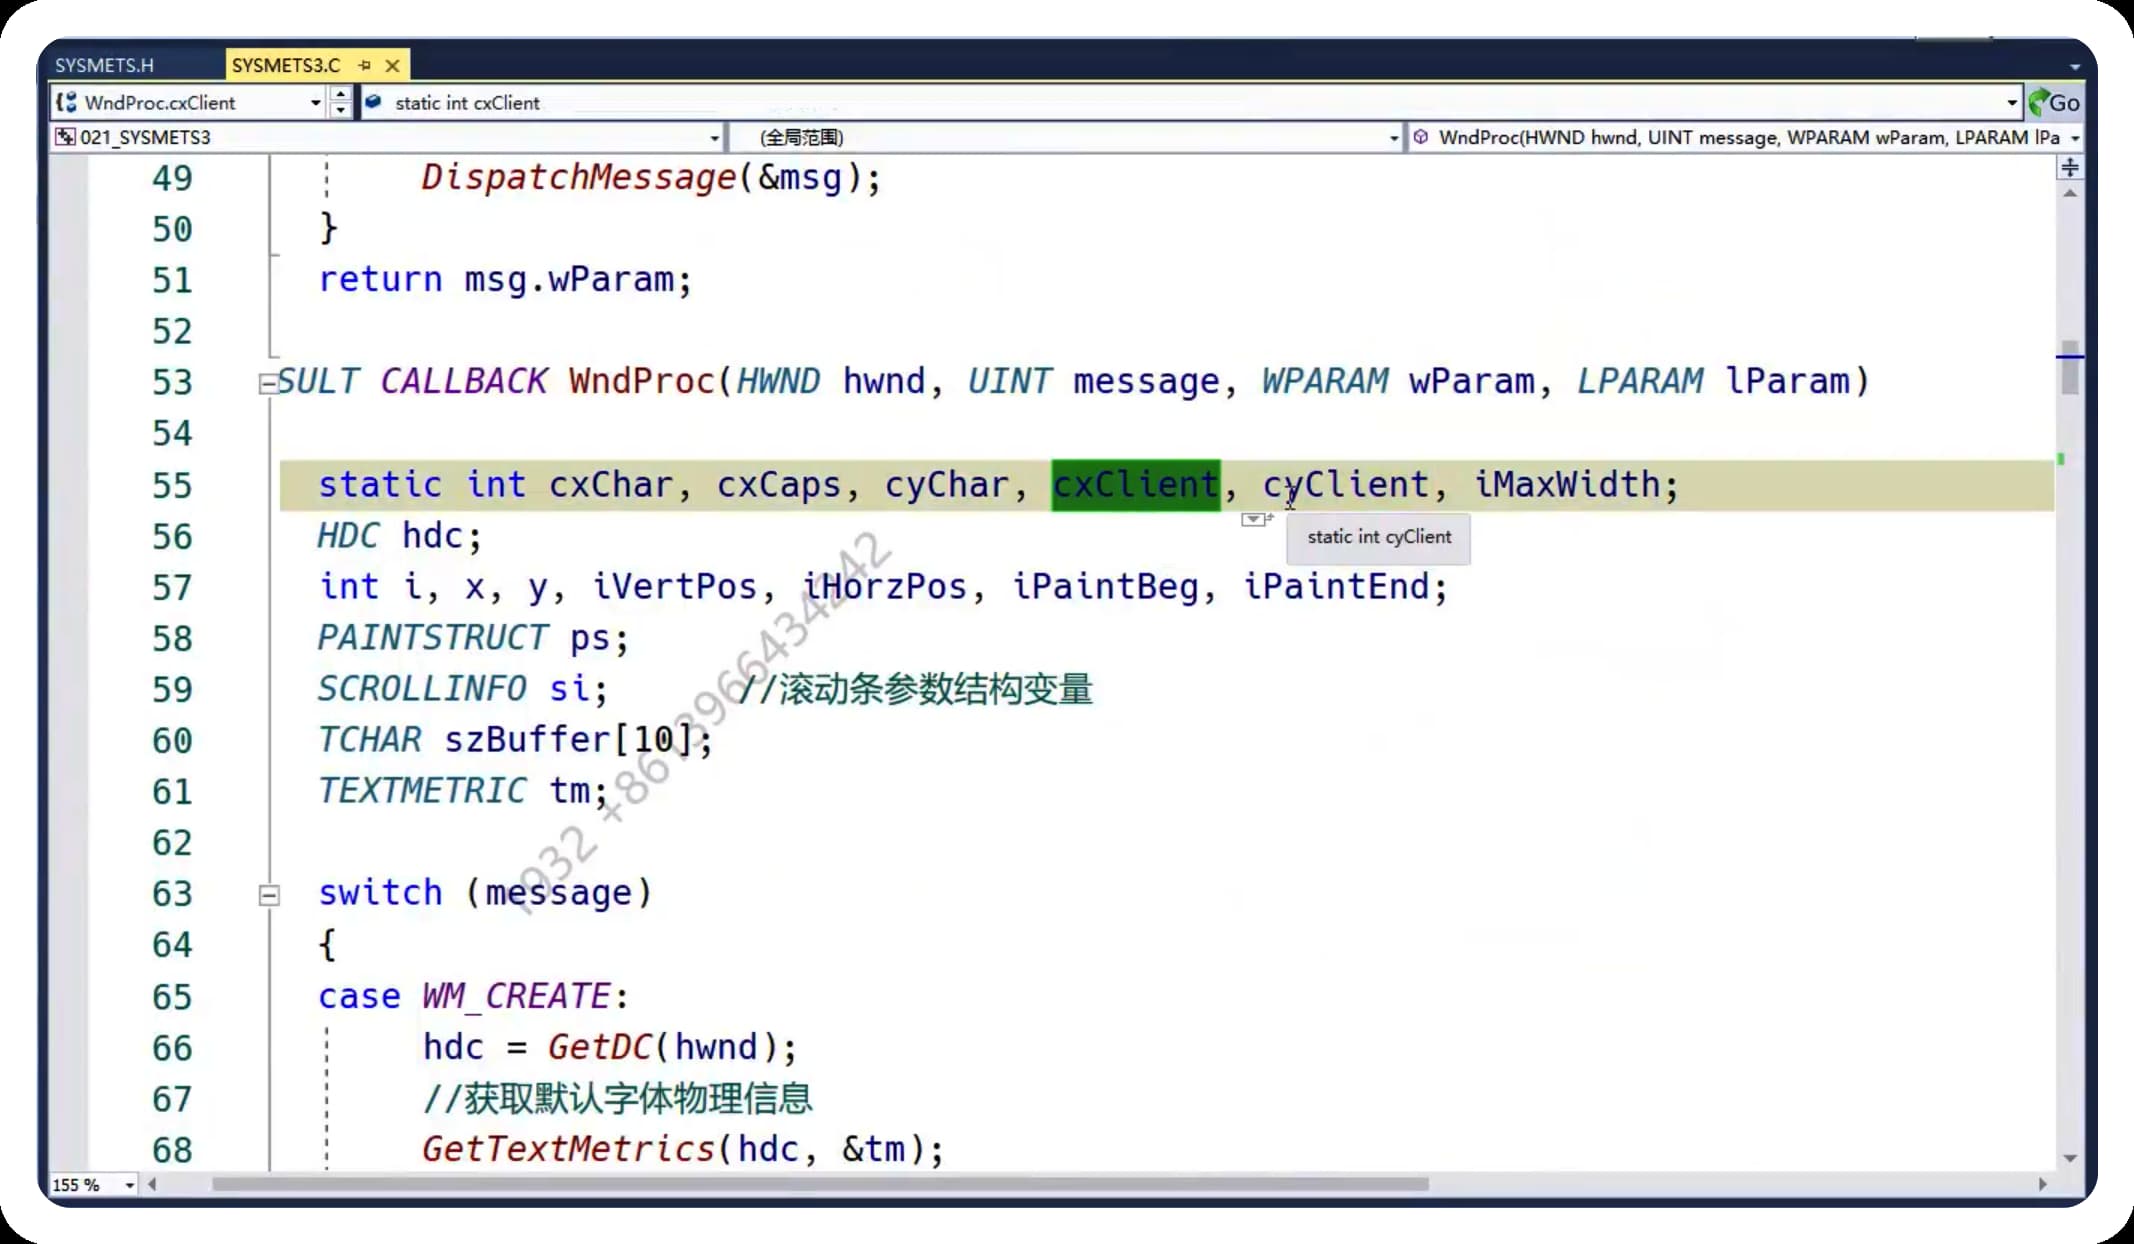 SYSMETS.H SYSMETS3.C
WndProc.cxClient static int cxClient Go
021_SYSMETS3 (全局范围) WndProc(HWND hwnd, UINT message, WPARAM wParam, LPARAM lPa
49 DispatchMessage(&msg);
50 }
51 return msg.wParam;
52
53 SULT CALLBACK WndProc(HWND hwnd, UINT message, WPARAM wParam, LPARAM lParam)
54
55 static int cxChar, cxCaps, cyChar, cxClient, cyClient, iMaxWidth;
static int cyClient
56 HDC hdc;
57 int i, x, y, iVertPos, iHorzPos, iPaintBeg, iPaintEnd;
58 PAINTSTRUCT ps;
59 SCROLLINFO si; //滚动条参数结构变量
60 TCHAR szBuffer[10];
61 TEXTMETRIC tm;
62
63 switch (message)
64 {
65 case WM_CREATE:
66 hdc = GetDC(hwnd);
67 //获取默认字体物理信息
68 GetTextMetrics(hdc, &tm);
155 %